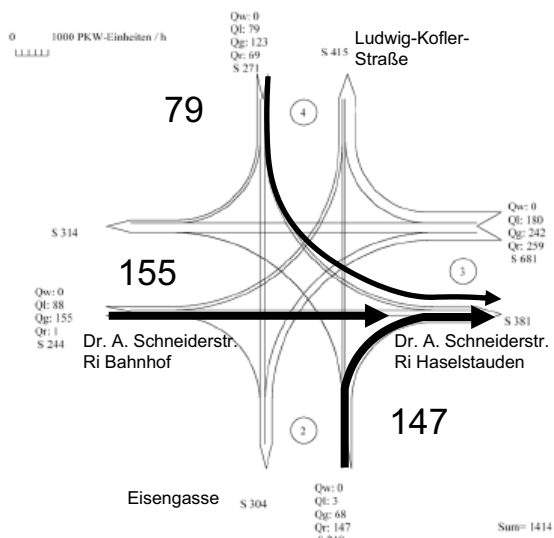 0 1000 PKW-Einheiten / h
Qw: 0
Ql: 79
Qg: 123
Qr: 69
S 271
S 415
Ludwig-Kofler-
Straße
79
4
S 314
Qw: 0
Ql: 180
Qg: 242
Qr: 259
S 681
155
3
Qw: 0
Ql: 88
Qg: 155
Qr: 1
S 244
S 381
Dr. A. Schneiderstr.
Ri Bahnhof
Dr. A. Schneiderstr.
Ri Haselstauden
147
2
Eisengasse
S 304
Qw: 0
Ql: 3
Qg: 68
Qr: 147
Sum= 1414